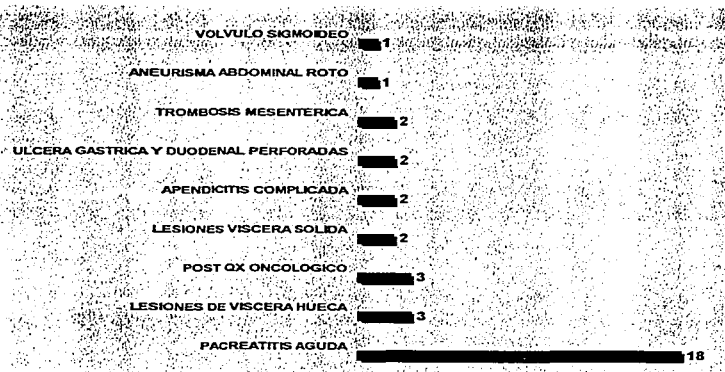 VOLVULO SIGMOIDEO 1
ANEURISMA ABDOMINAL ROTO 1
TROMBOSIS MESENTERICA 2
ULCERA GASTRICA Y DUODENAL PERFORADAS 2
APENDICITIS COMPLICADA 2
LESIONES VISCERA SOLIDA 2
POST QX ONCOLOGICO 3
LESIONES DE VISCERA HUECA 3
PACREATITIS AGUDA 18